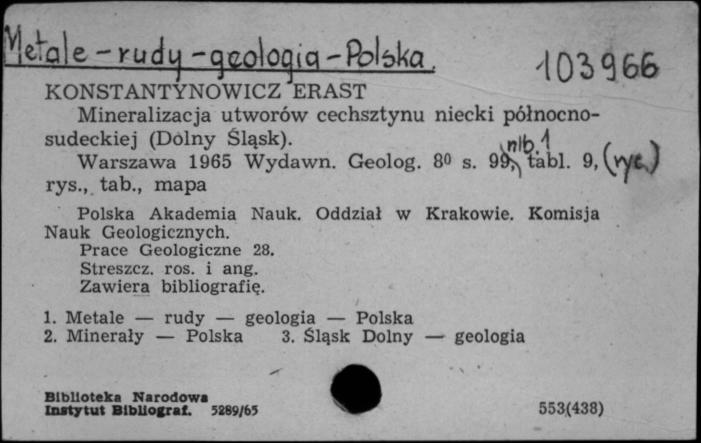 Metale – rudy – geologia – Polska.
103966
KONSTANTYNOWICZ ERAST
Mineralizacja utworów cechsztynu niecki północno-
sudeckiej (Dolny Śląsk).
nlb. 1
Warszawa 1965 Wydawn. Geolog. 8⁰ s. 99, tabl. 9, (ryc.)
rys., tab., mapa
Polska Akademia Nauk. Oddział w Krakowie. Komisja
Nauk Geologicznych.
Prace Geologiczne 28.
Streszcz. ros. i ang.
Zawiera bibliografię.
1. Metale — rudy — geologia — Polska
2. Minerały — Polska 3. Śląsk Dolny — geologia
Biblioteka Narodowa
Instytut Bibliograf. 5289/65
553(438)